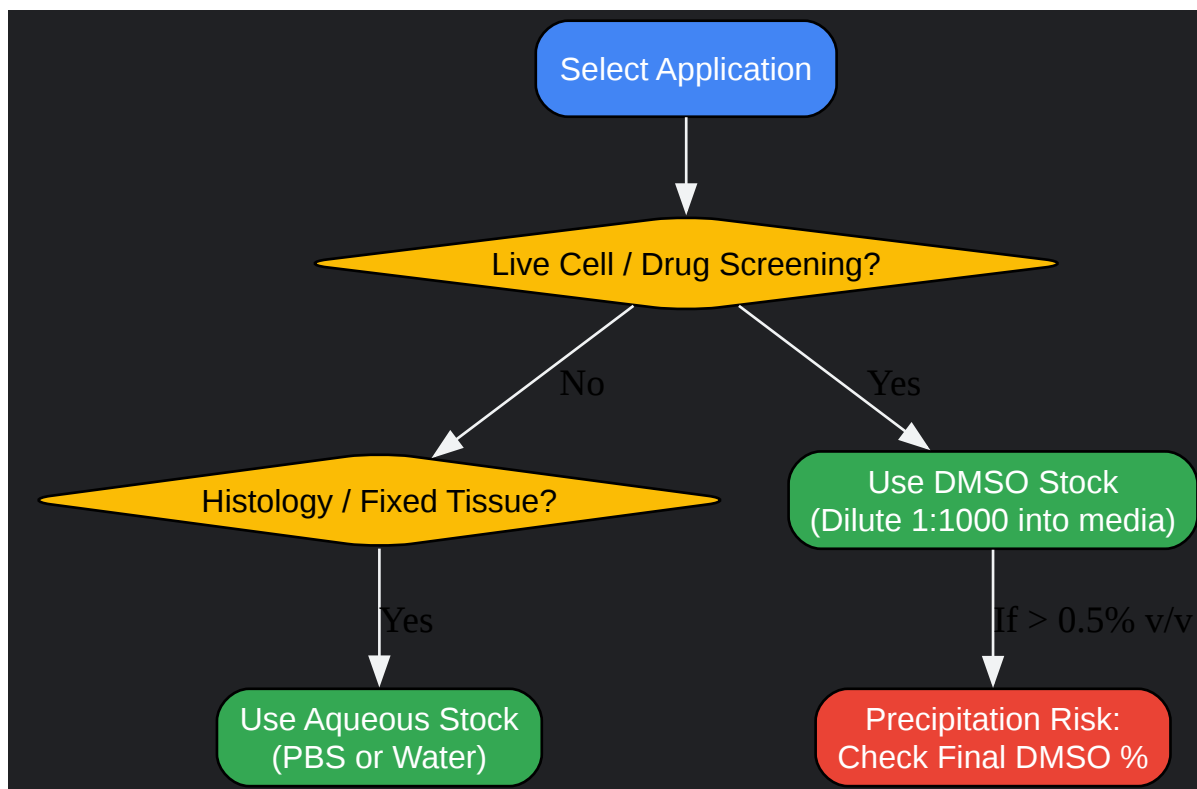 Select Application
Live Cell / Drug Screening?
No
Yes
Histology / Fixed Tissue?
Use DMSO Stock
(Dilute 1:1000 into media)
Yes
If > 0.5% v/v
Use Aqueous Stock
(PBS or Water)
Precipitation Risk:
Check Final DMSO %